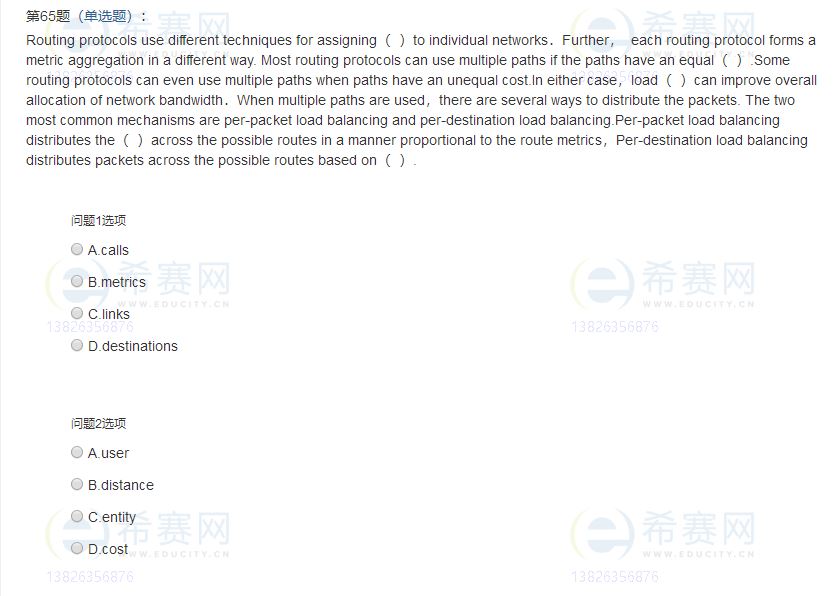 第65题（单选题）：
Routing protocols use different techniques for assigning（ ）to individual networks．Further， each routing protocol forms a
metric aggregation in a different way. Most routing protocols can use multiple paths if the paths have an equal（ ）.Some
routing protocols can even use multiple paths when paths have an unequal cost.In either case，load（ ）can improve overall
allocation of network bandwidth．When multiple paths are used，there are several ways to distribute the packets. The two
most common mechanisms are per-packet load balancing and per-destination load balancing.Per-packet load balancing
distributes the（ ）across the possible routes in a manner proportional to the route metrics，Per-destination load balancing
distributes packets across the possible routes based on（ ）.
问题1选项
A.calls
B.metrics
C.links
D.destinations
问题2选项
A.user
B.distance
C.entity
D.cost
希赛网
WWW.EDUCITY.CN
13826356876
希赛网
WWW.EDUCITY.CN
13826356876
希赛网
WWW.EDUCITY.CN
13826356876
希赛网
WWW.EDUCITY.CN
13826356876